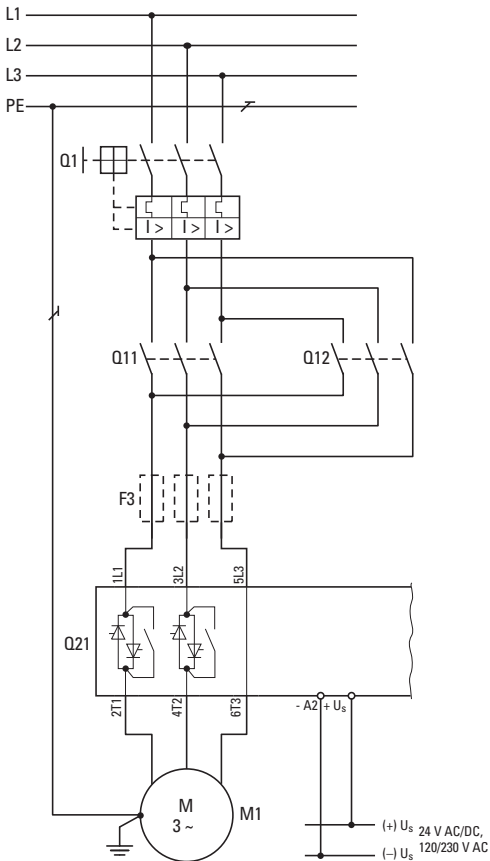 L1
L2
L3
PE
Q1
I > I > I >
Q11 Q12
F3
1L1 3L2 5L3
Q21
2T1 4T2 6T3
- A2 + Us
M
3 ~
M1
(+) Us 24 V AC/DC,
(–) Us 120/230 V AC